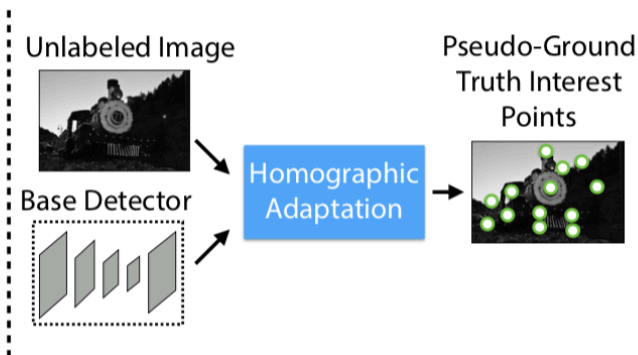 Unlabeled Image
Base Detector
Homographic
Adaptation
Pseudo-Ground
Truth Interest
Points